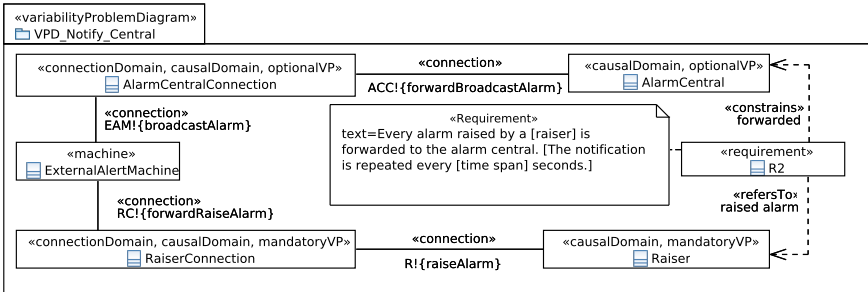 «variabilityProblemDiagram»
VPD_Notify_Central
«connectionDomain, causalDomain, optionalVP»
AlarmCentralConnection
«connection»
ACC!{forwardBroadcastAlarm}
«causalDomain, optionalVP»
AlarmCentral
«connection»
EAM!{broadcastAlarm}
«Requirement»
text=Every alarm raised by a [raiser] is
forwarded to the alarm central. [The notification
is repeated every [time span] seconds.]
«constrains»
forwarded
«machine»
ExternalAlertMachine
«requirement»
R2
«connection»
RC!{forwardRaiseAlarm}
«refersTo»
raised alarm
«connectionDomain, causalDomain, mandatoryVP»
RaiserConnection
«connection»
R!{raiseAlarm}
«causalDomain, mandatoryVP»
Raiser